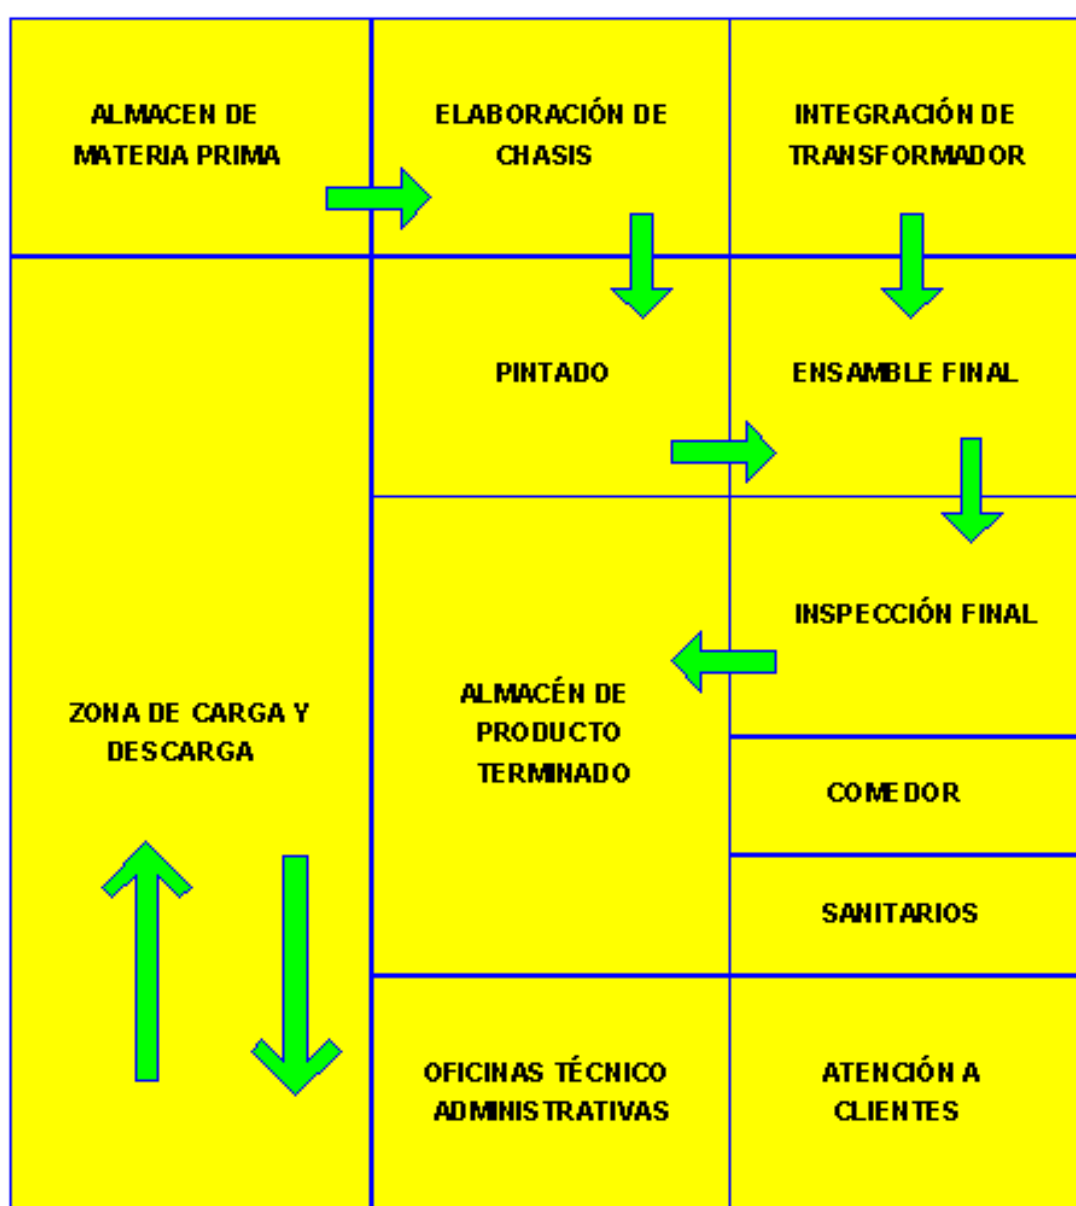 ALMACEN DE
MATERIA PRIMA
ELABORACIÓN DE
CHASIS
INTEGRACIÓN DE
TRANSFORMADOR
PINTADO
ENSAMBLE FINAL
INSPECCIÓN FINAL
ZONA DE CARGA Y
DESCARGA
ALMACÉN DE
PRODUCTO
TERMINADO
COMEDOR
SANITARIOS
OFICINAS TÉCNICO
ADMINISTRATIVAS
ATENCIÓN A
CLIENTES